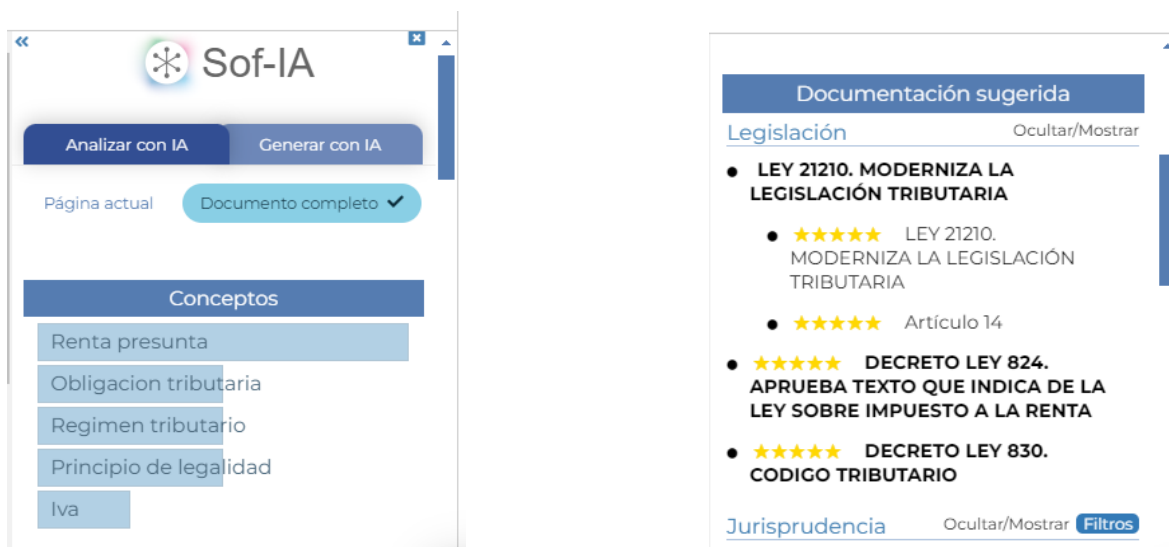 Sof-IA
Analizar con IA
Generar con IA
Página actual
Documento completo
Conceptos
Renta presunta
Obligacion tributaria
Regimen tributario
Principio de legalidad
Iva
Documentación sugerida
Legislación
Ocultar/Mostrar
LEY 21210. MODERNIZA LA
LEGISLACIÓN TRIBUTARIA
LEY 21210.
MODERNIZA LA LEGISLACIÓN
TRIBUTARIA
Artículo 14
DECRETO LEY 824.
APRUEBA TEXTO QUE INDICA DE LA
LEY SOBRE IMPUESTO A LA RENTA
DECRETO LEY 830.
CODIGO TRIBUTARIO
Jurisprudencia
Ocultar/Mostrar
Filtros